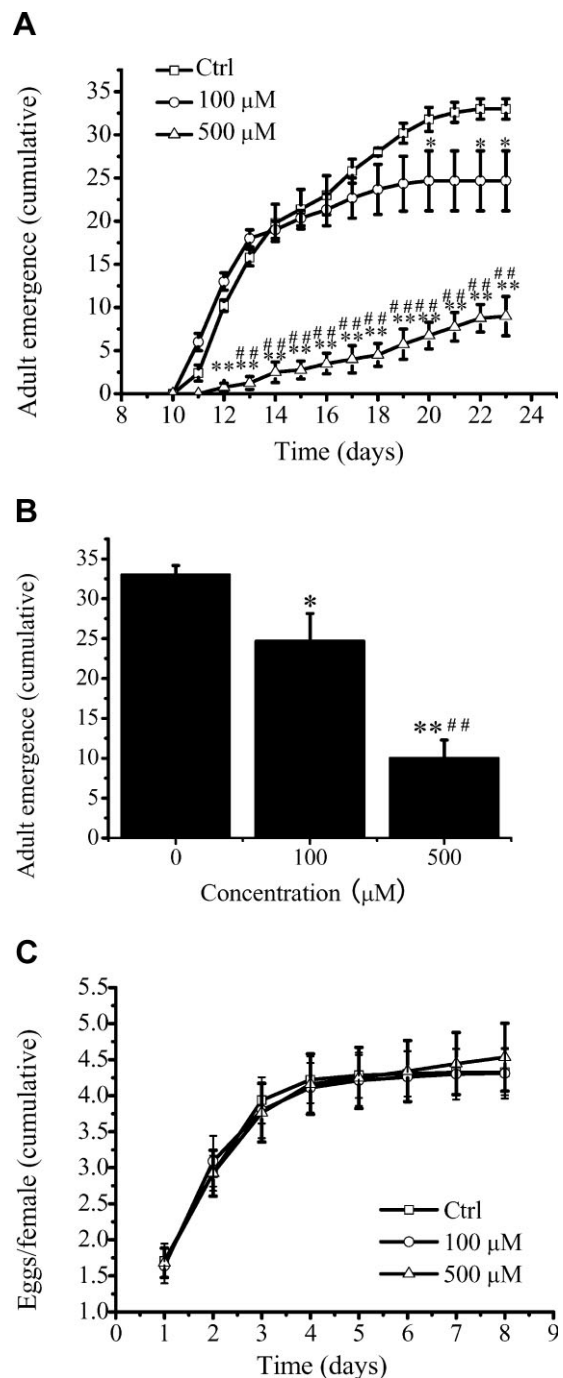 A
Adult emergence (cumulative)
35
30
25
20
15
10
5
0
Ctrl
100 μM
500 μM
* * *
## ## ## ## ## ## ## ## ## ## ##
** ** ** ** ** ** ** ** ** ** ** **
8 10 12 14 16 18 20 22 24
Time (days)
B
Adult emergence (cumulative)
35
30
25
20
15
10
5
0
*
**##
0 100 500
Concentration (μM)
C
Eggs/female (cumulative)
5.5
5.0
4.5
4.0
3.5
3.0
2.5
2.0
1.5
1.0
Ctrl
100 μM
500 μM
0 1 2 3 4 5 6 7 8 9
Time (days)